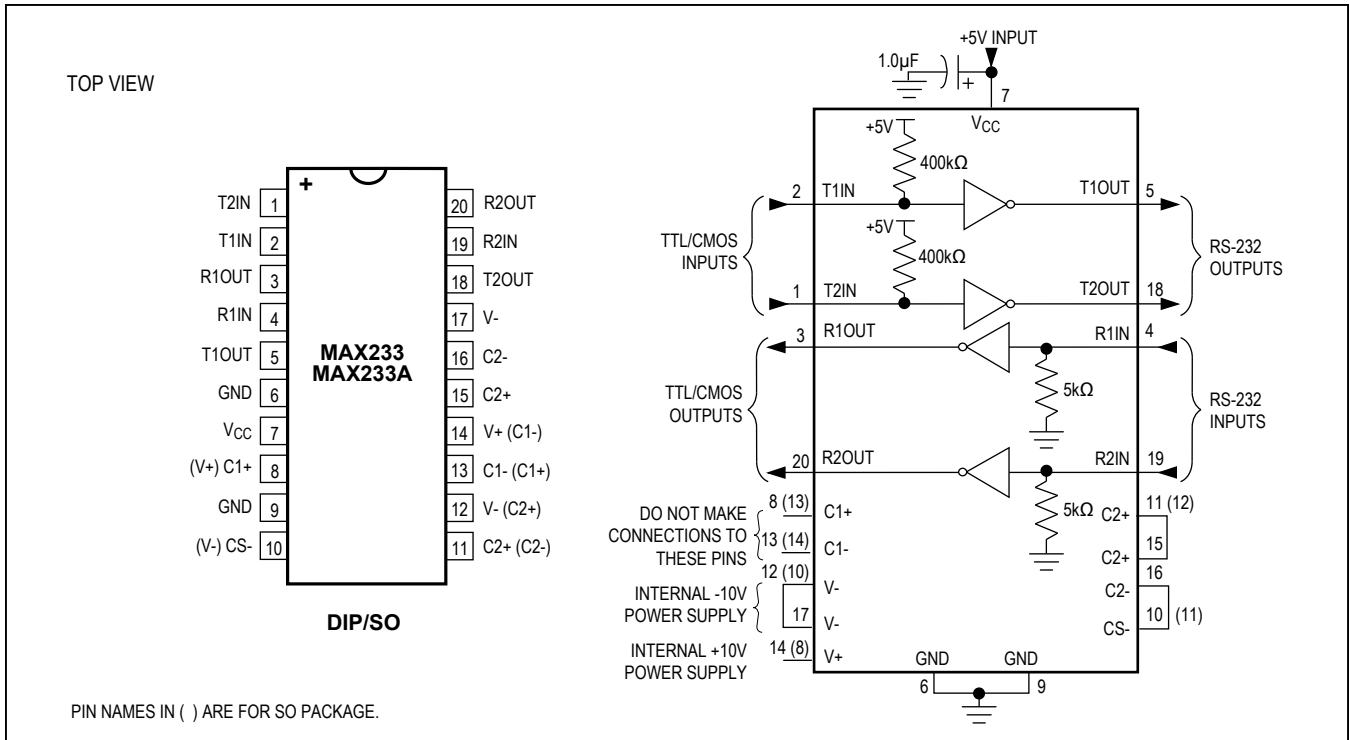 TOP VIEW
+
T2IN 1
T1IN 2
R1OUT 3
R1IN 4
T1OUT 5
GND 6
VCC 7
(V+) C1+ 8
GND 9
(V-) CS- 10
MAX233
MAX233A
20 R2OUT
19 R2IN
18 T2OUT
17 V-
16 C2-
15 C2+
14 V+ (C1-)
13 C1- (C1+)
12 V- (C2+)
11 C2+ (C2-)
DIP/SO
PIN NAMES IN ( ) ARE FOR SO PACKAGE.
+5V INPUT
1.0µF
+
7
VCC
+5V
400kΩ
2 T1IN
T1OUT 5
+5V
400kΩ
TTL/CMOS
INPUTS
RS-232
OUTPUTS
1 T2IN
T2OUT 18
3 R1OUT
R1IN 4
5kΩ
TTL/CMOS
OUTPUTS
RS-232
INPUTS
20 R2OUT
R2IN 19
5kΩ
DO NOT MAKE
CONNECTIONS TO
THESE PINS
8 (13) C1+
13 (14) C1-
INTERNAL -10V
POWER SUPPLY
12 (10) V-
17 V-
INTERNAL +10V
POWER SUPPLY
14 (8) V+
C2+ 11 (12)
C2+ 15
C2- 16
CS- 10 (11)
GND GND
6 9